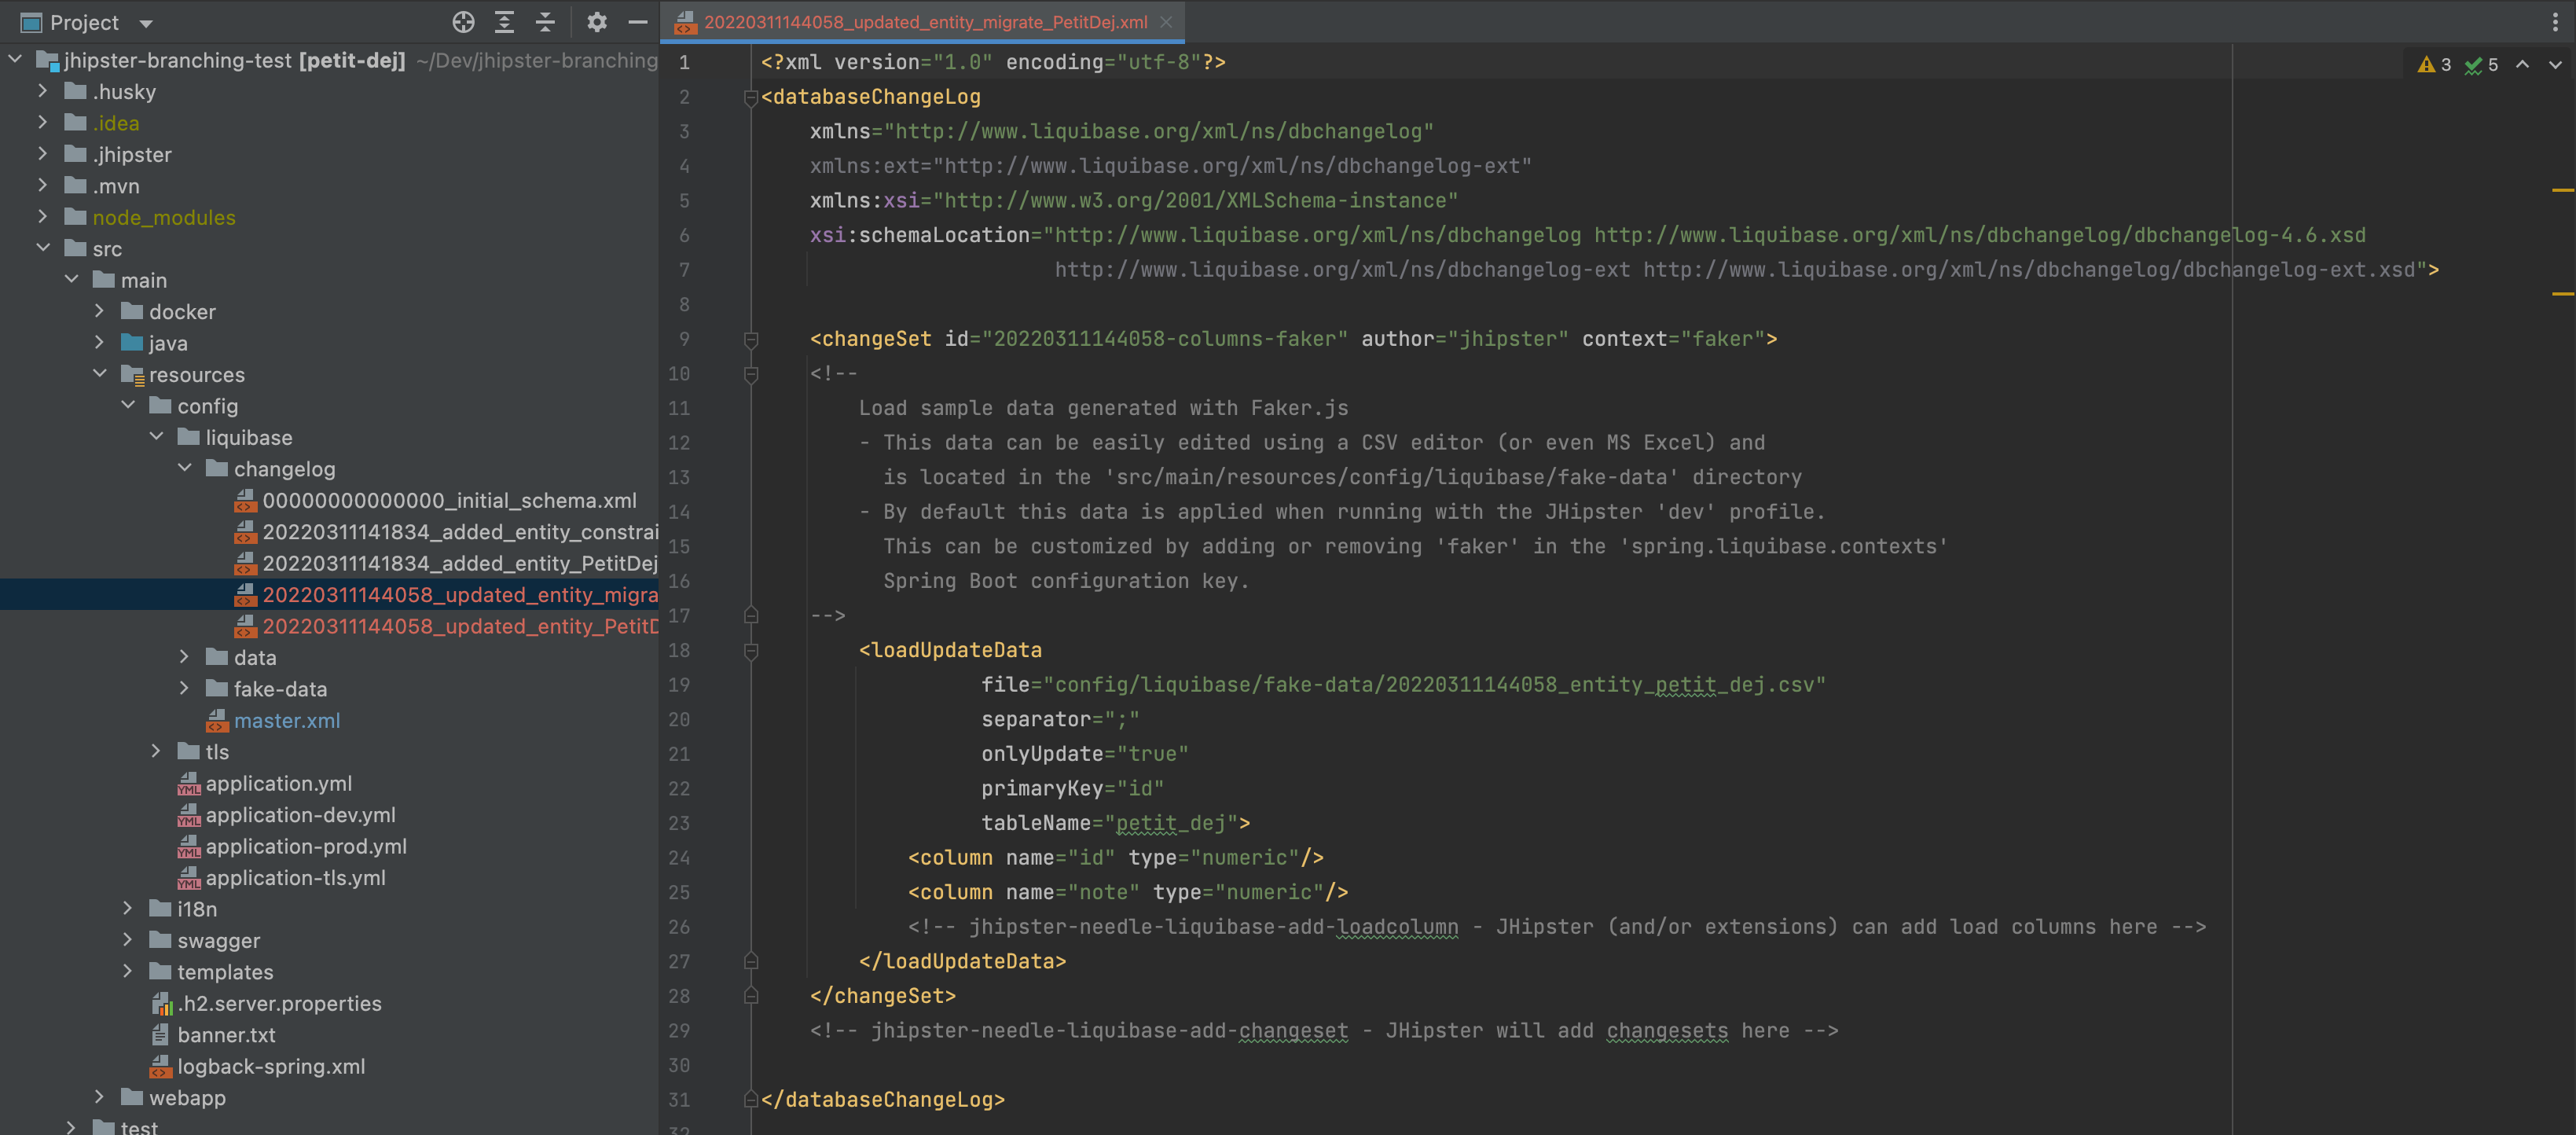 Project
jhipster-branching-test [petit-dej] ~/Dev/jhipster-branching
.husky
.idea
.jhipster
.mvn
node_modules
src
main
docker
java
resources
config
liquibase
changelog
00000000000000_initial_schema.xml
20220311141834_added_entity_constrai
20220311141834_added_entity_PetitDej
20220311144058_updated_entity_migra
20220311144058_updated_entity_PetitD
data
fake-data
master.xml
tls
application.yml
application-dev.yml
application-prod.yml
application-tls.yml
i18n
swagger
templates
.h2.server.properties
banner.txt
logback-spring.xml
webapp
test
20220311144058_updated_entity_migrate_PetitDej.xml
3 5
1 <?xml version="1.0" encoding="utf-8"?>
2 <databaseChangeLog
3 xmlns="http://www.liquibase.org/xml/ns/dbchangelog"
4 xmlns:ext="http://www.liquibase.org/xml/ns/dbchangelog-ext"
5 xmlns:xsi="http://www.w3.org/2001/XMLSchema-instance"
6 xsi:schemaLocation="http://www.liquibase.org/xml/ns/dbchangelog http://www.liquibase.org/xml/ns/dbchangelog/dbchangelog-4.6.xsd
7 http://www.liquibase.org/xml/ns/dbchangelog-ext http://www.liquibase.org/xml/ns/dbchangelog/dbchangelog-ext.xsd">
8
9 <changeSet id="20220311144058-columns-faker" author="jhipster" context="faker">
10 <!--
11 Load sample data generated with Faker.js
12 - This data can be easily edited using a CSV editor (or even MS Excel) and
13 is located in the 'src/main/resources/config/liquibase/fake-data' directory
14 - By default this data is applied when running with the JHipster 'dev' profile.
15 This can be customized by adding or removing 'faker' in the 'spring.liquibase.contexts'
16 Spring Boot configuration key.
17 -->
18 <loadUpdateData
19 file="config/liquibase/fake-data/20220311144058_entity_petit_dej.csv"
20 separator=";"
21 onlyUpdate="true"
22 primaryKey="id"
23 tableName="petit_dej">
24 <column name="id" type="numeric"/>
25 <column name="note" type="numeric"/>
26 <!-- jhipster-needle-liquibase-add-loadcolumn - JHipster (and/or extensions) can add load columns here -->
27 </loadUpdateData>
28 </changeSet>
29 <!-- jhipster-needle-liquibase-add-changeset - JHipster will add changesets here -->
30
31 </databaseChangeLog>
32